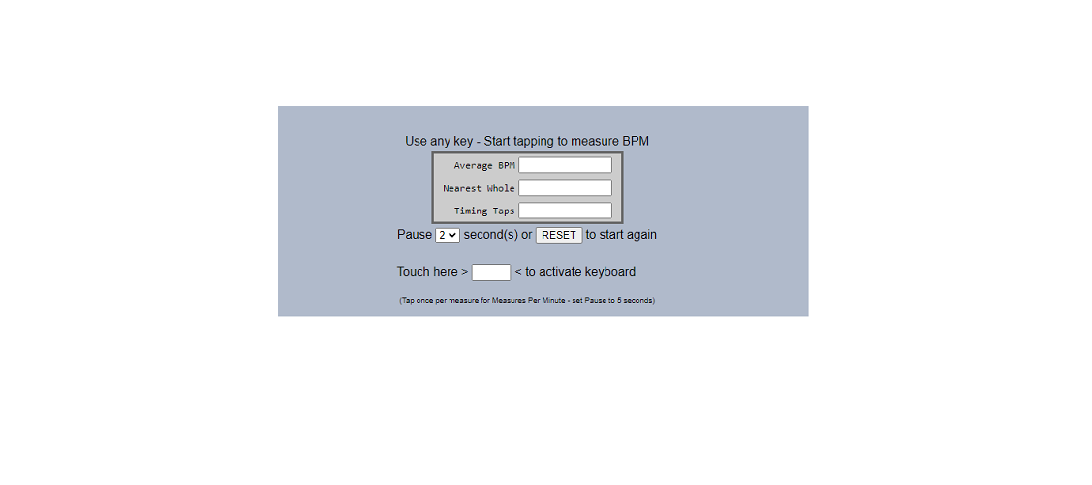 Use any key - Start tapping to measure BPM
Average BPM
Nearest Whole
Timing Taps
Pause 2 second(s) or RESET to start again
Touch here > < to activate keyboard
(Tap once per measure for Measures Per Minute - set Pause to 5 seconds)